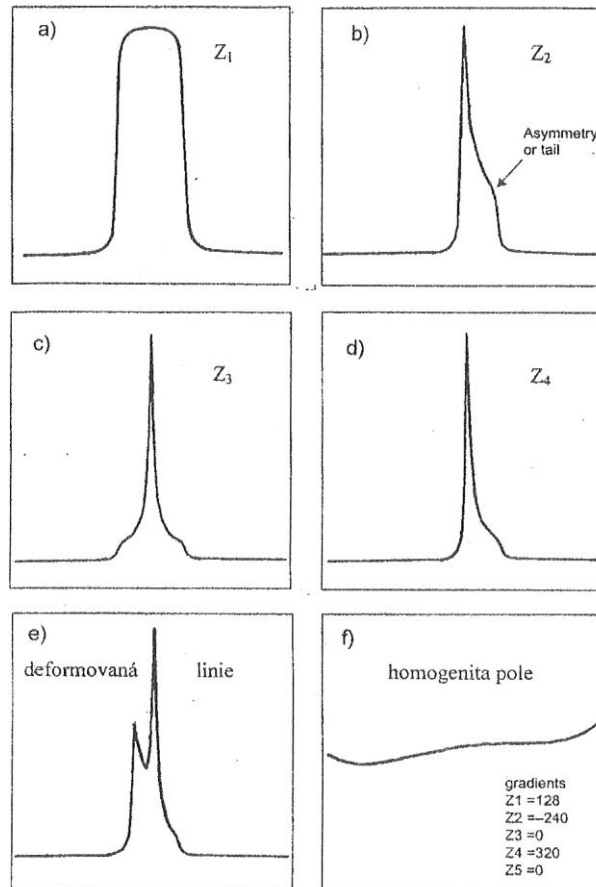 a)
Z₁
b)
Z₂
Asymmetry
or tail
c)
Z₃
d)
Z₄
e)
deformovaná linie
f)
homogenita pole
gradients
Z1 =128
Z2 =–240
Z3 =0
Z4 =320
Z5 =0